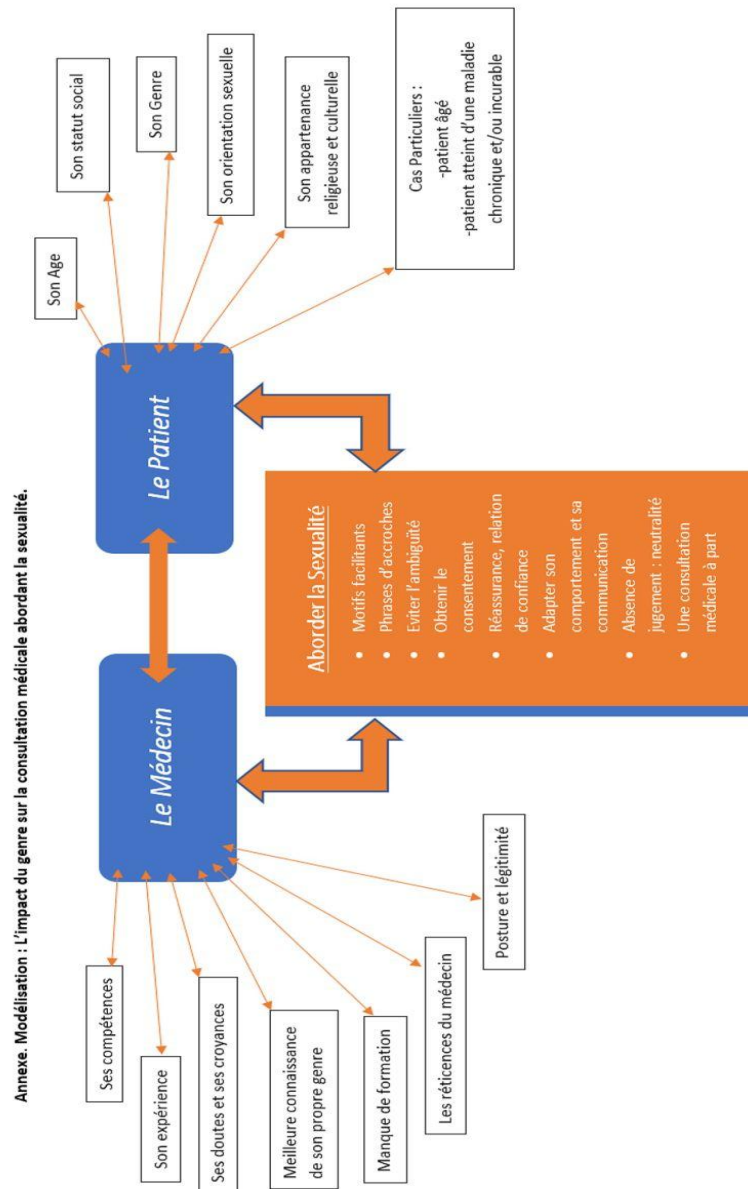 Annexe. Modélisation : L'impact du genre sur la consultation médicale abordant la sexualité.
Le Médecin
Le Patient
Ses compétences
Son expérience
Ses doutes et ses croyances
Meilleure connaissance
de son propre genre
Manque de formation
Les réticences du médecin
Posture et légitimité
Aborder la Sexualité
• Motifs facilitants
• Phrases d'accroches
• Eviter l'ambiguïté
• Obtenir le
consentement
• Réassurance, relation
de confiance
• Adapter son
comportement et sa
communication
• Absence de
jugement : neutralité
• Une consultation
médicale à part
Son Age
Son statut social
Son Genre
Son orientation sexuelle
Son appartenance
religieuse et culturelle
Cas Particuliers :
-patient âgé
-patient atteint d'une maladie
chronique et/ou incurable